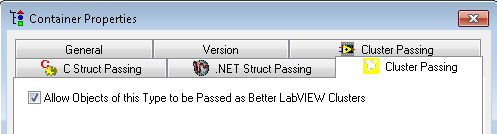 Container Properties
General Version Cluster Passing
C Struct Passing .NET Struct Passing Cluster Passing
Allow Objects of this Type to be Passed as Better LabVIEW Clusters